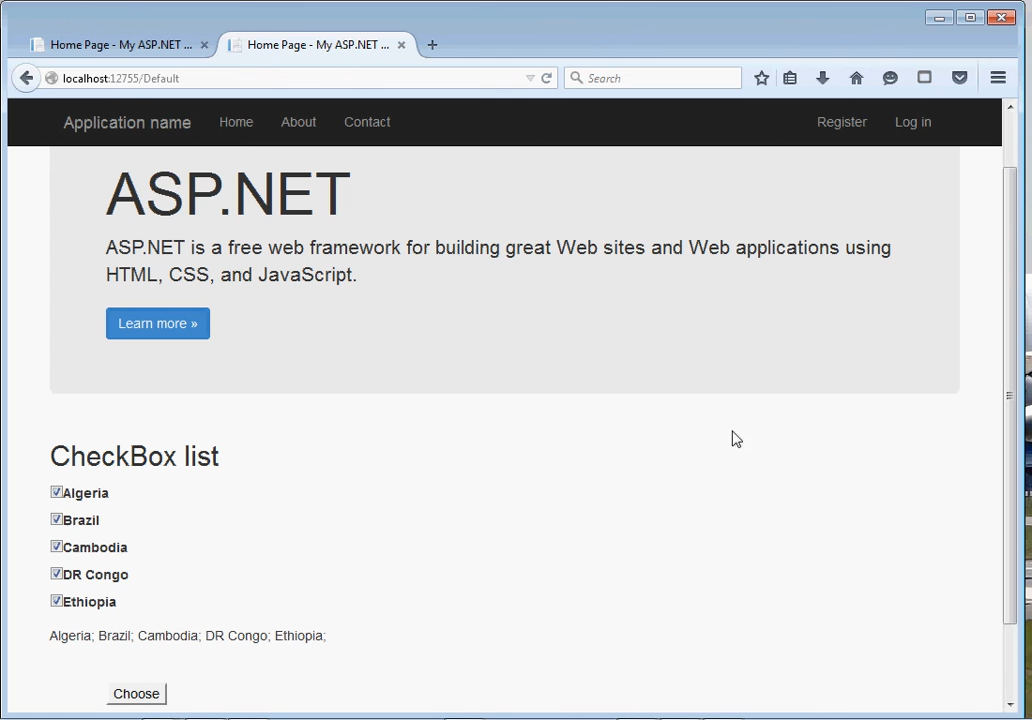 Home Page - My ASP.NET ...
Home Page - My ASP.NET ...
localhost:12755/Default
Search
Application name
Home
About
Contact
Register
Log in
ASP.NET
ASP.NET is a free web framework for building great Web sites and Web applications using
HTML, CSS, and JavaScript.
Learn more »
CheckBox list
Algeria
Brazil
Cambodia
DR Congo
Ethiopia
Algeria; Brazil; Cambodia; DR Congo; Ethiopia;
Choose